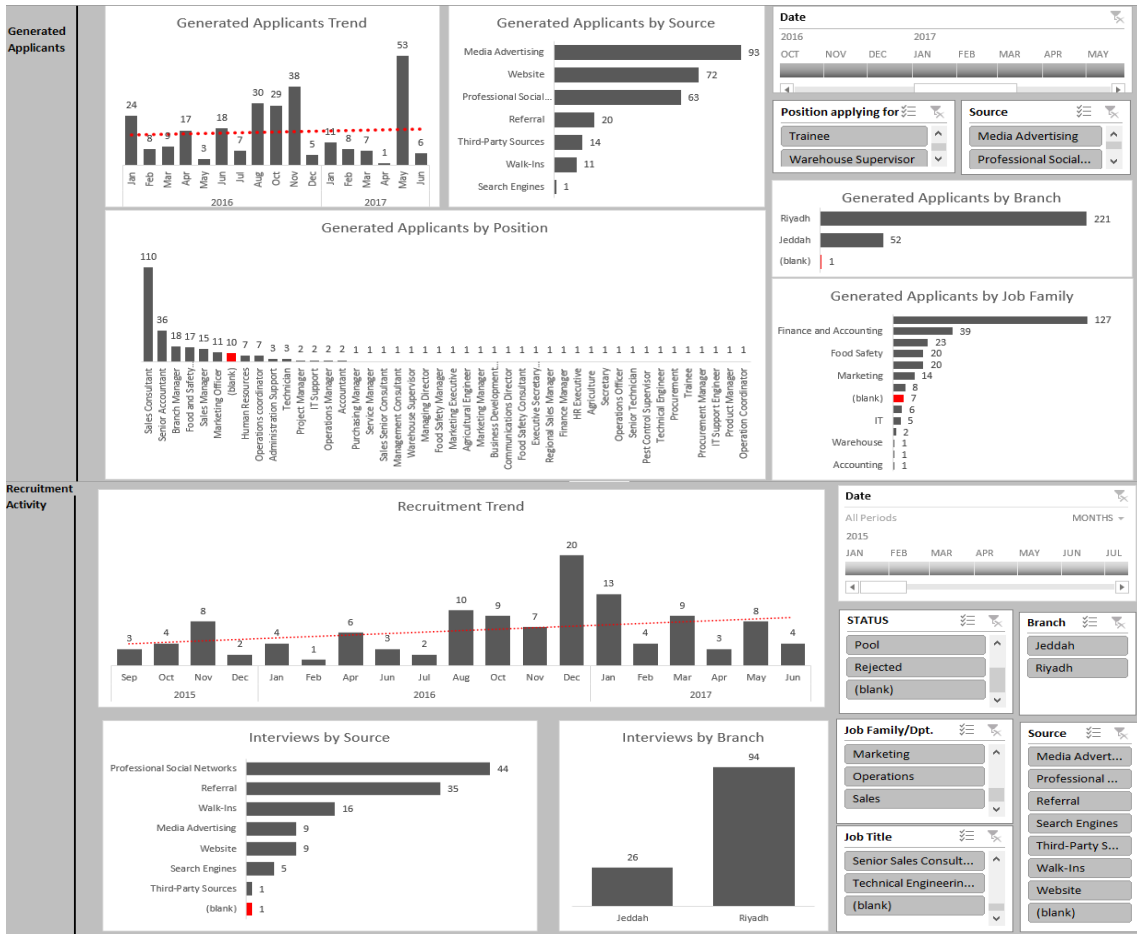 Generated Applicants
Generated Applicants Trend
24 8 9 17 3 18 7 30 29 38 5 11 8 7 1 53 6
Jan Feb Mar Apr May Jun Jul Aug Oct Nov Dec Jan Feb Mar Apr May Jun
2016 2017
Generated Applicants by Source
Media Advertising 93
Website 72
Professional Social... 63
Referral 20
Third-Party Sources 14
Walk-Ins 11
Search Engines 1
Date
2016 2017
OCT NOV DEC JAN FEB MAR APR MAY
Position applying for
Trainee
Warehouse Supervisor
Source
Media Advertising
Professional Social...
Generated Applicants by Branch
Riyadh 221
Jeddah 52
(blank) 1
Generated Applicants by Position
110 36 18 17 15 11 10 7 7 3 3 2 2 2 2 1 1 1 1 1 1 1 1 1 1 1 1 1 1 1 1 1 1 1 1 1 1 1 1 1 1 1 1
Sales Consultant
Senior Accountant
Branch Manager
Food and Safety...
Sales Manager
Marketing Officer
(blank)
Human Resources
Operations coordinator
Administration Support
Technician
Project Manager
IT Support
Operations Manager
Accountant
Purchasing Manager
Service Manager
Sales Senior Consultant
Management Consultant
Warehouse Supervisor
Managing Director
Food Safety Manager
Marketing Executive
Agricultural Engineer
Marketing Manager
Business Development...
Communications Director
Food Safety Consultant
Executive Secretary...
Regional Sales Manager
Finance Manager
HR Executive
Agriculture
Secretary
Operations Officer
Senior Technician
Pest Control Supervisor
Technical Engineer
Procurement
Trainee
Procurement Manager
IT Support Engineer
Product Manager
Operation Coordinator
Generated Applicants by Job Family
127
Finance and Accounting 39
23
Food Safety 20
20
Marketing 14
8
(blank) 7
6
IT 5
2
Warehouse 1
1
Accounting 1
Recruitment Activity
Recruitment Trend
3 4 8 2 4 1 6 3 2 10 9 7 20 13 4 9 3 8 4
Sep Oct Nov Dec Jan Feb Apr Jun Jul Aug Oct Nov Dec Jan Feb Mar Apr May Jun
2015 2016 2017
Date
All Periods MONTHS
2015
JAN FEB MAR APR MAY JUN JUL
STATUS
Pool
Rejected
(blank)
Branch
Jeddah
Riyadh
Interviews by Source
Professional Social Networks 44
Referral 35
Walk-Ins 16
Media Advertising 9
Website 9
Search Engines 5
Third-Party Sources 1
(blank) 1
Interviews by Branch
26 94
Jeddah Riyadh
Job Family/Dpt.
Marketing
Operations
Sales
Job Title
Senior Sales Consult...
Technical Engineerin...
(blank)
Source
Media Advert...
Professional ...
Referral
Search Engines
Third-Party S...
Walk-Ins
Website
(blank)